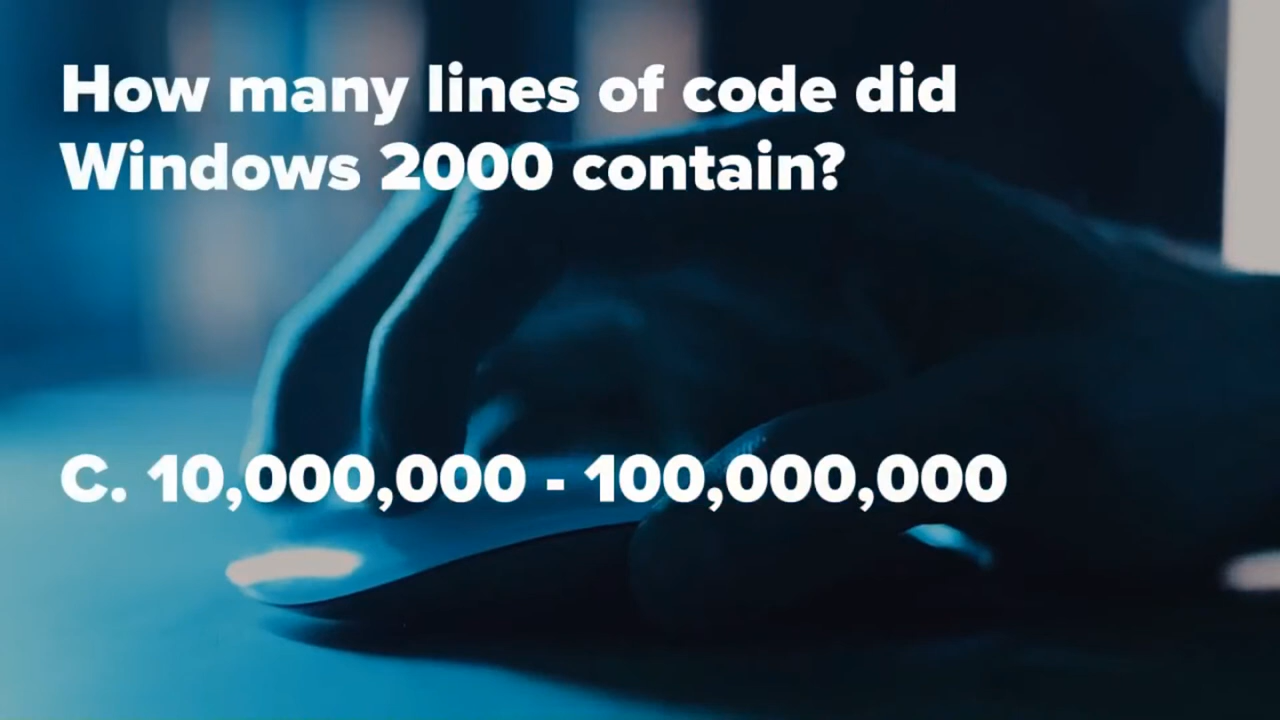 How many lines of code did
Windows 2000 contain?
C. 10,000,000 - 100,000,000